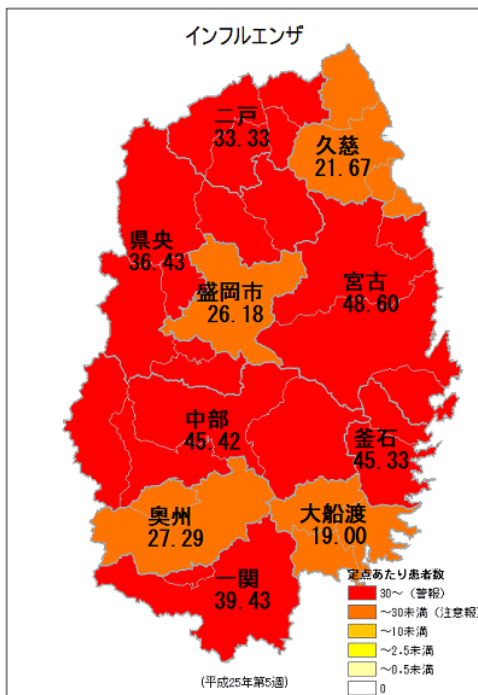 インフルエンザ
二戸
33.33
久慈
21.67
県央
36.43
盛岡市
26.18
宮古
48.60
中部
45.42
釜石
45.33
奥州
27.29
大船渡
19.00
一関
39.43
定点あたり患者数
30～（警報）
～30未満（注意報）
～10未満
～2.5未満
～0.5未満
0
(平成25年第5週)